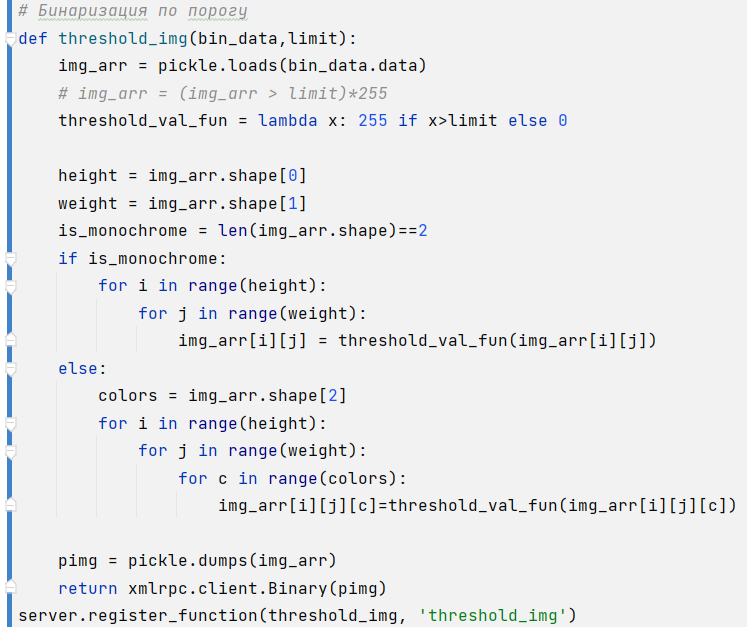 # Бинаризация по порогу
def threshold_img(bin_data,limit):
    img_arr = pickle.loads(bin_data.data)
    # img_arr = (img_arr > limit)*255
    threshold_val_fun = lambda x: 255 if x>limit else 0

    height = img_arr.shape[0]
    weight = img_arr.shape[1]
    is_monochrome = len(img_arr.shape)==2
    if is_monochrome:
        for i in range(height):
            for j in range(weight):
                img_arr[i][j] = threshold_val_fun(img_arr[i][j])
    else:
        colors = img_arr.shape[2]
        for i in range(height):
            for j in range(weight):
                for c in range(colors):
                    img_arr[i][j][c]=threshold_val_fun(img_arr[i][j][c])

    pimg = pickle.dumps(img_arr)
    return xmlrpc.client.Binary(pimg)
server.register_function(threshold_img, 'threshold_img')